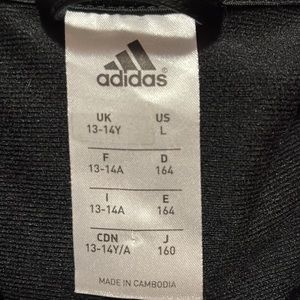 adidas
UK US
13-14Y L
F D
13-14A 164
I E
13-14A 164
CDN J
13-14Y/A 160
MADE IN CAMBODIA